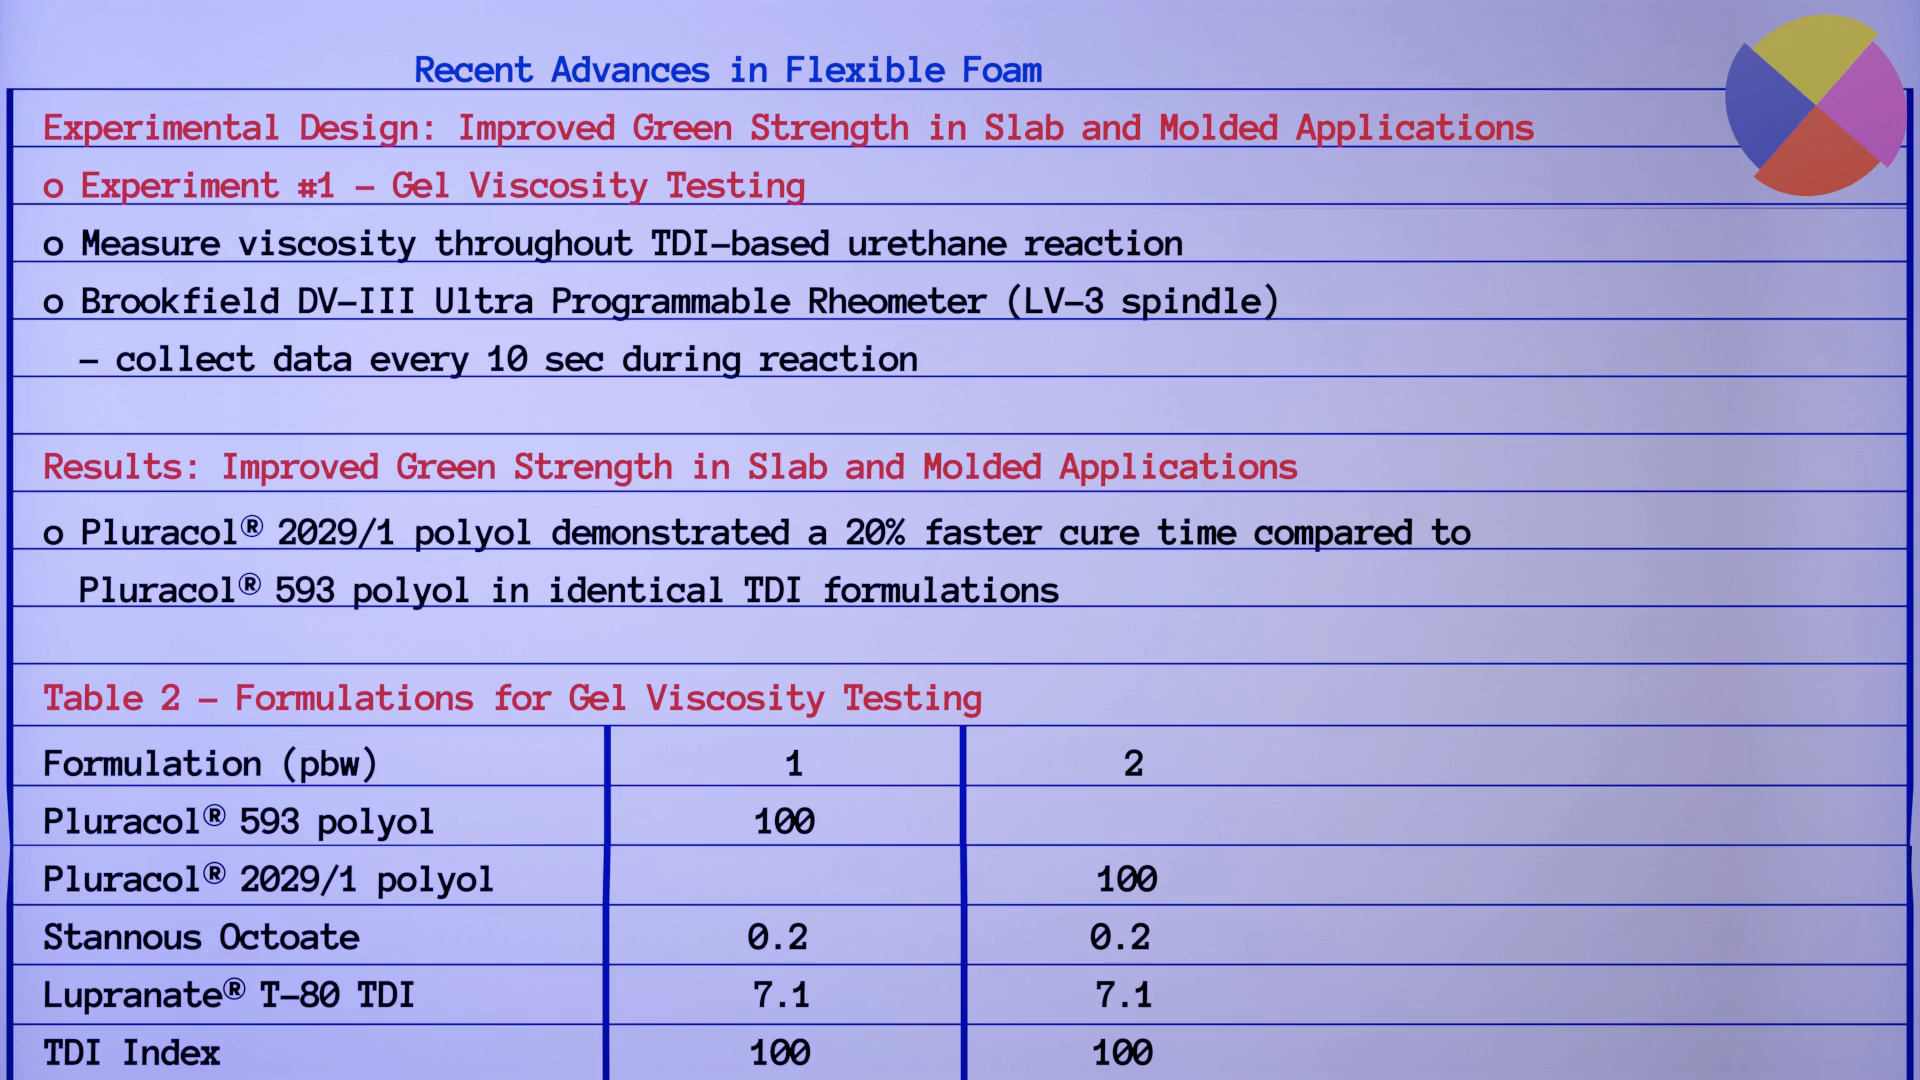 Recent Advances in Flexible Foam
Experimental Design: Improved Green Strength in Slab and Molded Applications
o Experiment #1 - Gel Viscosity Testing
o Measure viscosity throughout TDI-based urethane reaction
o Brookfield DV-III Ultra Programmable Rheometer (LV-3 spindle)
- collect data every 10 sec during reaction
Results: Improved Green Strength in Slab and Molded Applications
o Pluracol® 2029/1 polyol demonstrated a 20% faster cure time compared to
Pluracol® 593 polyol in identical TDI formulations
Table 2 - Formulations for Gel Viscosity Testing
Formulation (pbw) 1 2
Pluracol® 593 polyol 100
Pluracol® 2029/1 polyol 100
Stannous Octoate 0.2 0.2
Lupranate® T-80 TDI 7.1 7.1
TDI Index 100 100